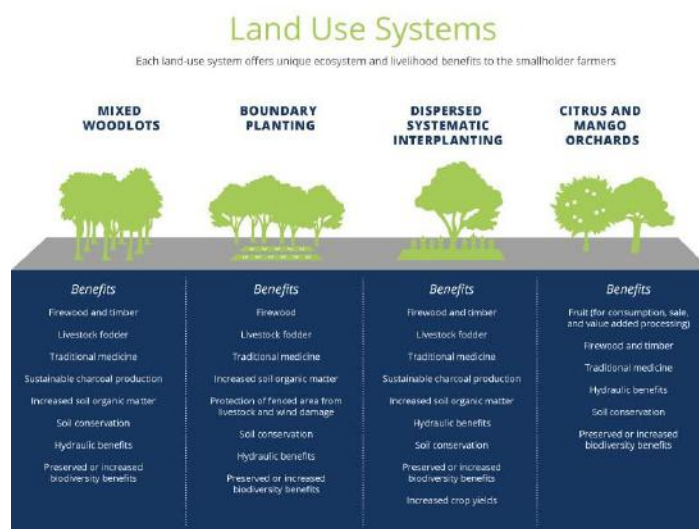 Land Use Systems
Each land-use system offers unique ecosystem and livelihood benefits to the smallholder farmers
MIXED
WOODLOTS
Benefits
Firewood and timber
Livestock fodder
Traditional medicine
Sustainable charcoal production
Increased soil organic matter
Soil conservation
Hydraulic benefits
Preserved or increased
biodiversity benefits
BOUNDARY
PLANTING
Benefits
Firewood
Livestock fodder
Traditional medicine
Increased soil organic matter
Protection of fenced area from
livestock and wind damage
Soil conservation
Hydraulic benefits
Preserved or increased
biodiversity benefits
DISPERSED
SYSTEMATIC
INTERPLANTING
Benefits
Firewood and timber
Livestock fodder
Traditional medicine
Sustainable charcoal production
Increased soil organic matter
Hydraulic benefits
Soil conservation
Preserved or increased
biodiversity benefits
Increased crop yields
CITRUS AND
MANGO
ORCHARDS
Benefits
Fruit (for consumption, sale,
and value added processing)
Firewood and timber
Traditional medicine
Hydraulic benefits
Soil conservation
Preserved or increased
biodiversity benefits